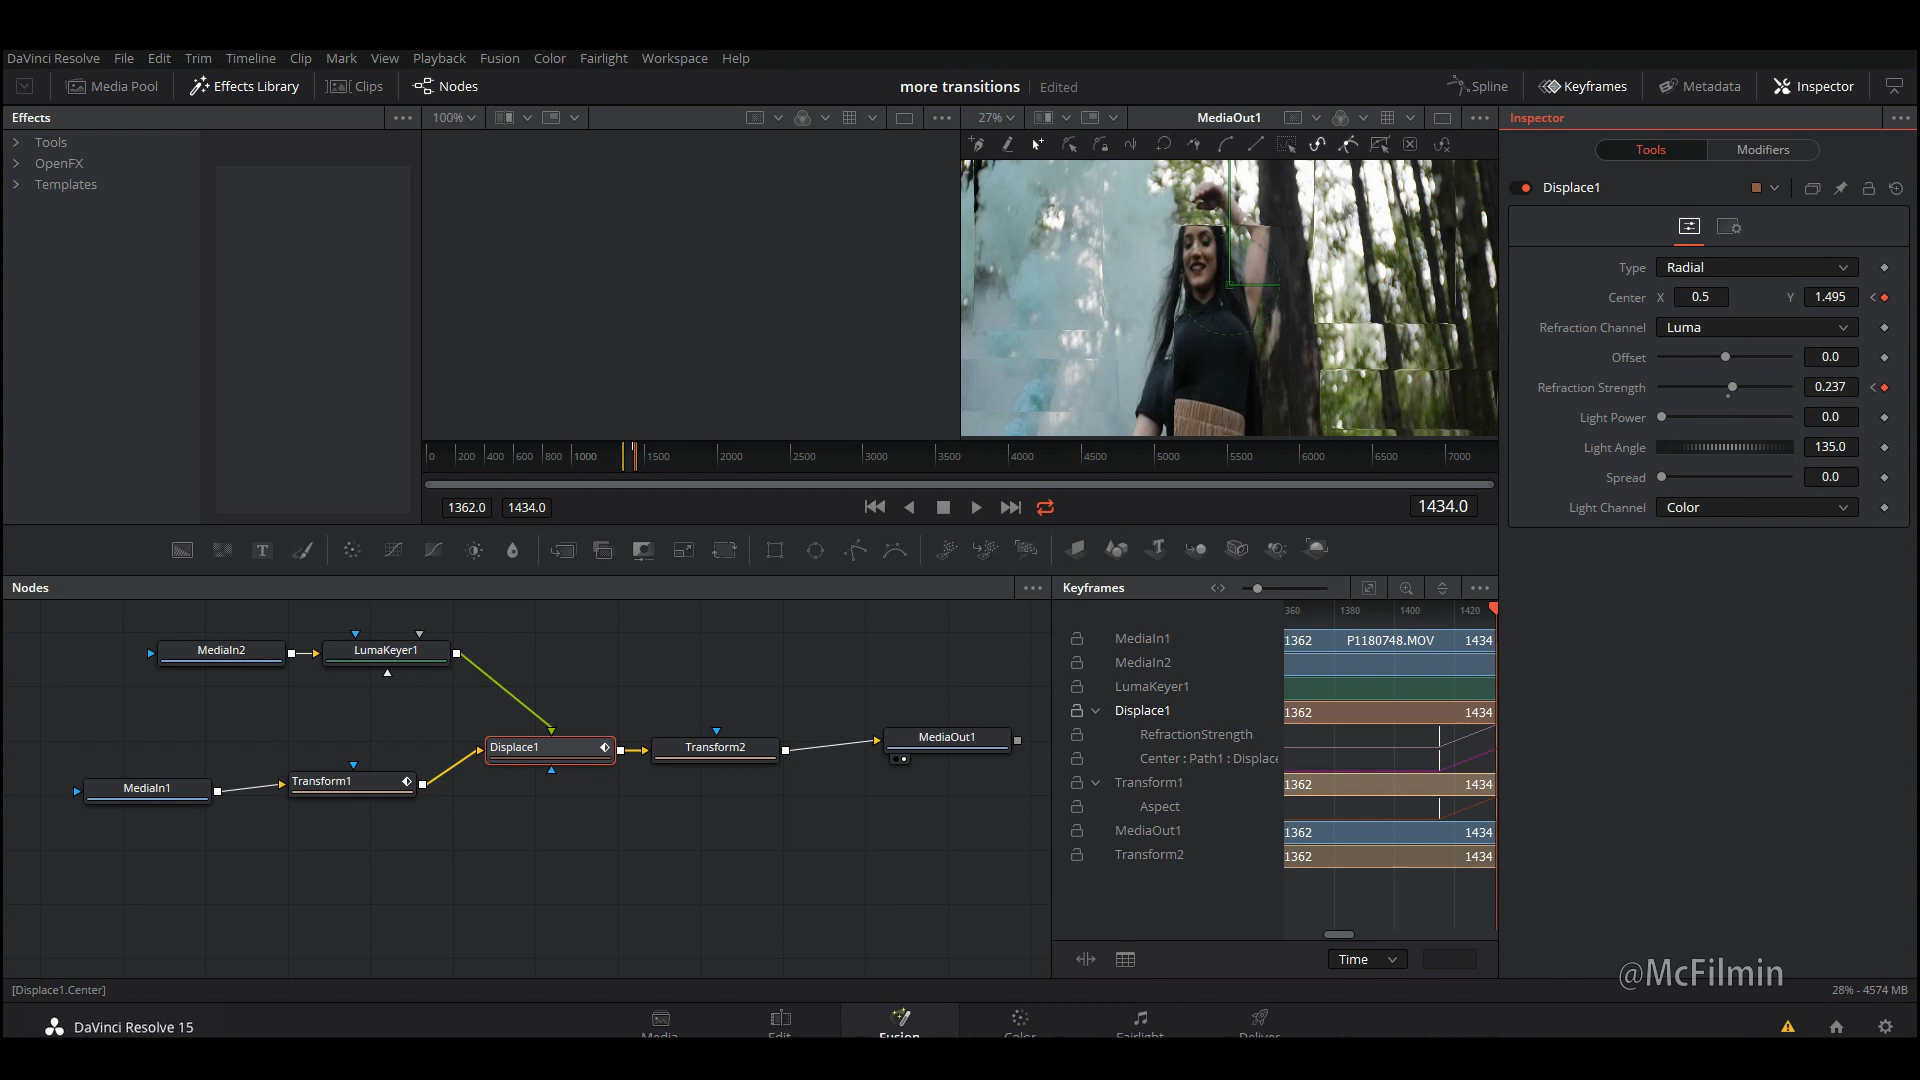 DaVinci Resolve File Edit Trim Timeline Clip Mark View Playback Fusion Color Fairlight Workspace Help
Media Pool Effects Library Clips Nodes more transitions Edited Spline Keyframes Metadata Inspector
Effects 100% 27% MediaOut1 Inspector
Tools
OpenFX
Templates
Tools Modifiers
Displace1
Type Radial
Center X 0.5 Y 1.495
Refraction Channel Luma
Offset 0.0
Refraction Strength 0.237
Light Power 0.0
Light Angle 135.0
Spread 0.0
Light Channel Color
0 200 400 600 800 1000 1500 2000 2500 3000 3500 4000 4500 5000 5500 6000 6500 7000
1362.0 1434.0 1434.0
T T
Nodes
MediaIn2 LumaKeyer1
Displace1 Transform2 MediaOut1
MediaIn1 Transform1
Keyframes
360 1380 1400 1420
MediaIn1 1362 P1180748.MOV 1434
MediaIn2
LumaKeyer1
Displace1 1362 1434
RefractionStrength
Center : Path1 : Displace
Transform1 1362 1434
Aspect
MediaOut1 1362 1434
Transform2 1362 1434
Time
@McFilmin
[Displace1.Center] 28% - 4574 MB
DaVinci Resolve 15 Media Edit Fusion Color Fairlight Deliver